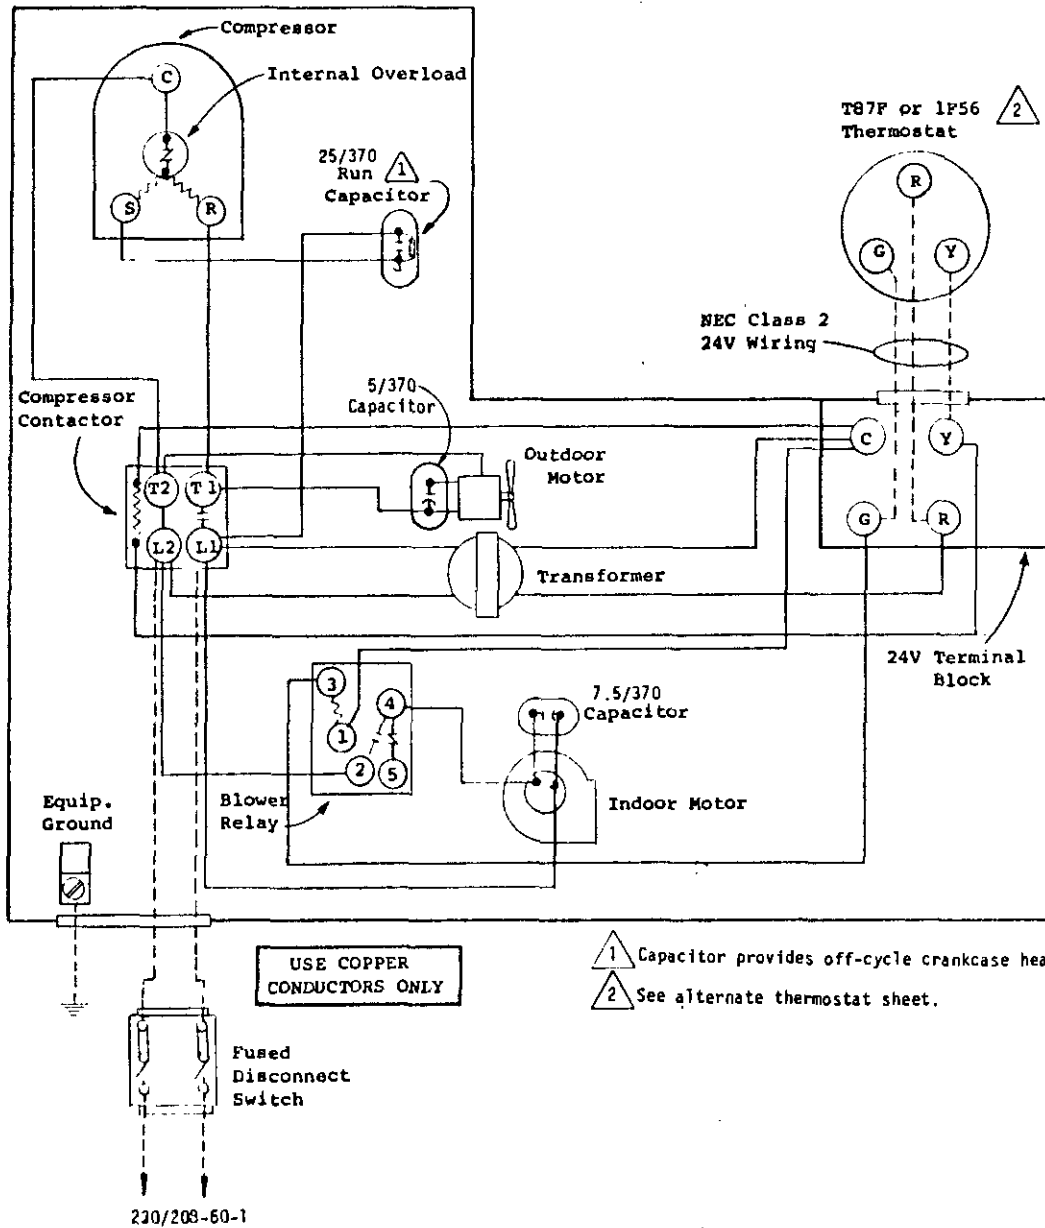 Compressor
C
Internal Overload
S
R
25/370
Run
Capacitor
1
T87F or 1F56
Thermostat
2
R
G
Y
NEC Class 2
24V Wiring
Compressor
Contactor
5/370
Capacitor
Outdoor
Motor
C
Y
G
R
T2
T1
L2
L1
Transformer
24V Terminal
Block
3
4
1
2
5
7.5/370
Capacitor
Blower
Relay
Indoor Motor
Equip.
Ground
USE COPPER
CONDUCTORS ONLY
1 Capacitor provides off-cycle crankcase hea
2 See alternate thermostat sheet.
Fused
Disconnect
Switch
230/208-60-1